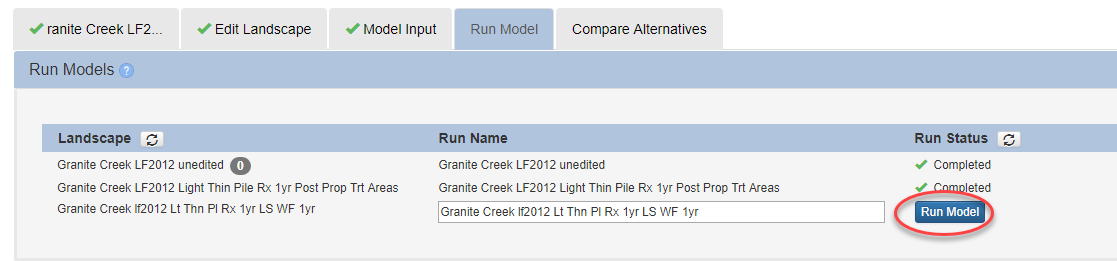 ranite Creek LF2... Edit Landscape Model Input Run Model Compare Alternatives
Run Models ?
Landscape Run Name Run Status
Granite Creek LF2012 unedited 0 Granite Creek LF2012 unedited Completed
Granite Creek LF2012 Light Thin Pile Rx 1yr Post Prop Trt Areas Granite Creek LF2012 Light Thin Pile Rx 1yr Post Prop Trt Areas Completed
Granite Creek lf2012 Lt Thn Pl Rx 1yr LS WF 1yr Granite Creek lf2012 Lt Thn Pl Rx 1yr LS WF 1yr Run Model